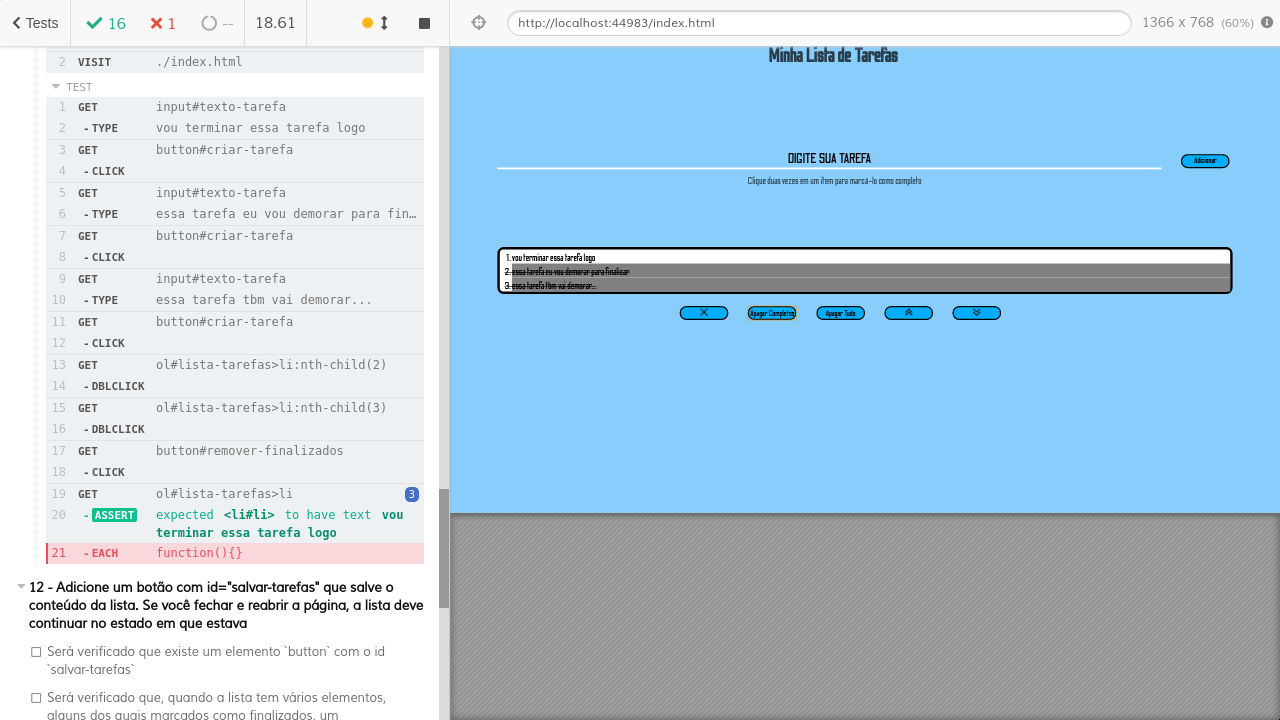 Tests
16
1
--
18.61
http://localhost:44983/index.html
1366 x 768 (60%)
2 VISIT ./index.html
TEST
1 GET input#texto-tarefa
2 - TYPE vou terminar essa tarefa logo
3 GET button#criar-tarefa
4 - CLICK
5 GET input#texto-tarefa
6 - TYPE essa tarefa eu vou demorar para fin…
7 GET button#criar-tarefa
8 - CLICK
9 GET input#texto-tarefa
10 - TYPE essa tarefa tbm vai demorar...
11 GET button#criar-tarefa
12 - CLICK
13 GET ol#lista-tarefas>li:nth-child(2)
14 - DBLCLICK
15 GET ol#lista-tarefas>li:nth-child(3)
16 - DBLCLICK
17 GET button#remover-finalizados
18 - CLICK
19 GET ol#lista-tarefas>li 3
20 - ASSERT expected <li#li> to have text vou
terminar essa tarefa logo
21 - EACH function(){}
12 - Adicione um botão com id="salvar-tarefas" que salve o
conteúdo da lista. Se você fechar e reabrir a página, a lista deve
continuar no estado em que estava
Será verificado que existe um elemento `button` com o id
`salvar-tarefas`
Será verificado que, quando a lista tem vários elementos,
alguns dos quais marcados como finalizados, um
Minha Lista de Tarefas
DIGITE SUA TAREFA
Adicionar
Clique duas vezes em um item para marcá-lo como completo
1. vou terminar essa tarefa logo
2. essa tarefa eu vou demorar para finalizar
3. essa tarefa tbm vai demorar...
Apagar Completos
Apagar Tudo